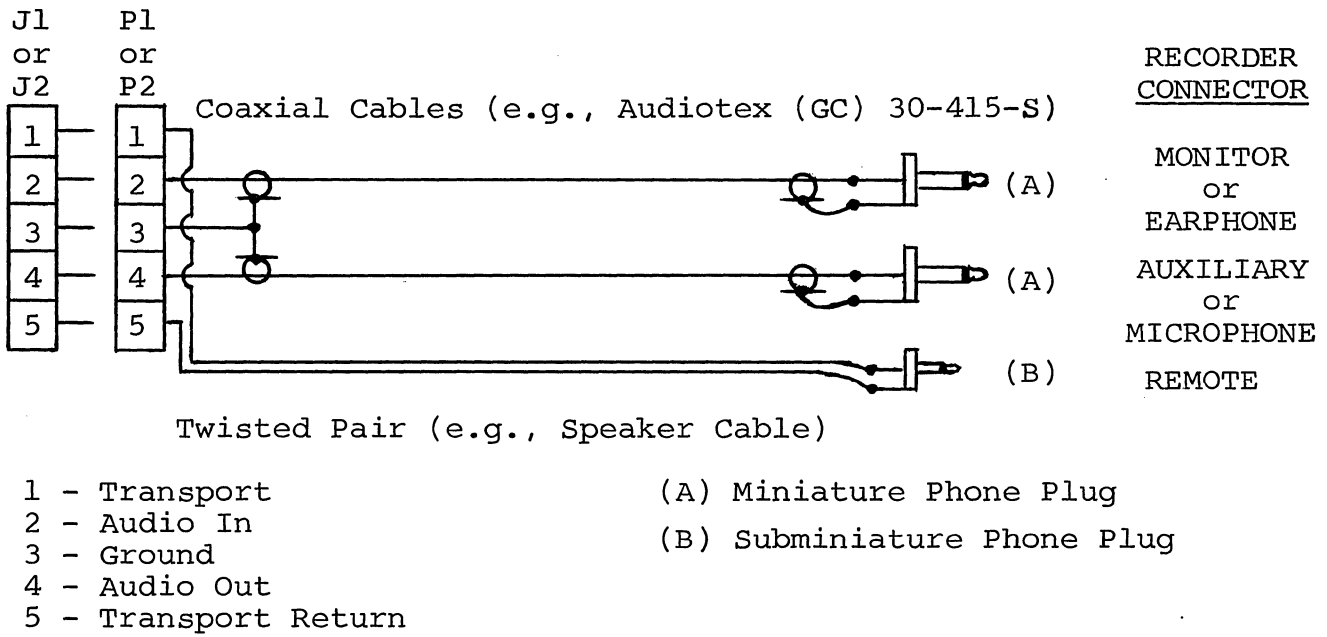 J1 P1
or or
J2 P2
RECORDER
CONNECTOR
Coaxial Cables (e.g., Audiotex (GC) 30-415-S)
1 1
2 2
3 3
4 4
5 5
(A)
MONITOR
or
EARPHONE
(A)
AUXILIARY
or
MICROPHONE
(B)
REMOTE
Twisted Pair (e.g., Speaker Cable)
1 - Transport
2 - Audio In
3 - Ground
4 - Audio Out
5 - Transport Return
(A) Miniature Phone Plug
(B) Subminiature Phone Plug